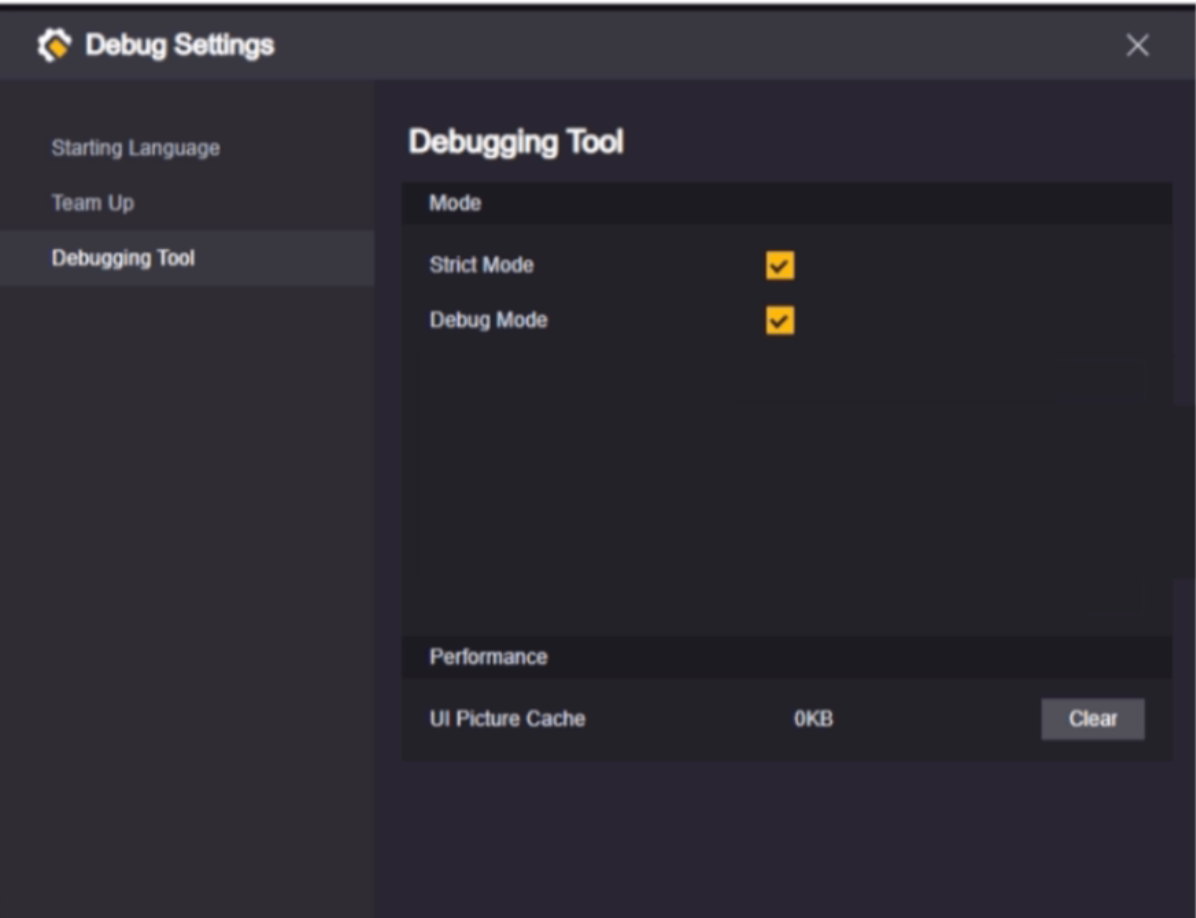 Debug Settings
Starting Language
Team Up
Debugging Tool
Debugging Tool
Mode
Strict Mode
Debug Mode
Performance
UI Picture Cache 0KB Clear